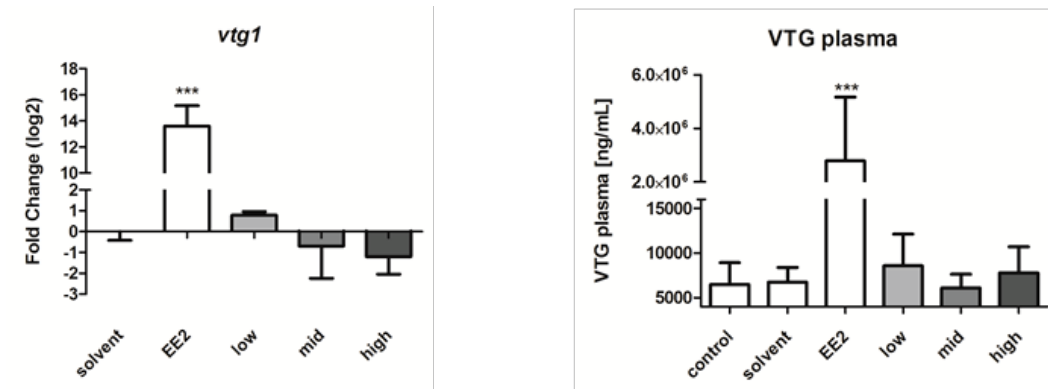 vtg1
Fold Change (log2)
18
16
14
12
10
2
1
0
-1
-2
-3
***
solvent
EE2
low
mid
high
VTG plasma
VTG plasma [ng/mL]
6.0×10⁶
4.0×10⁶
2.0×10⁶
15000
10000
5000
***
control
solvent
EE2
low
mid
high